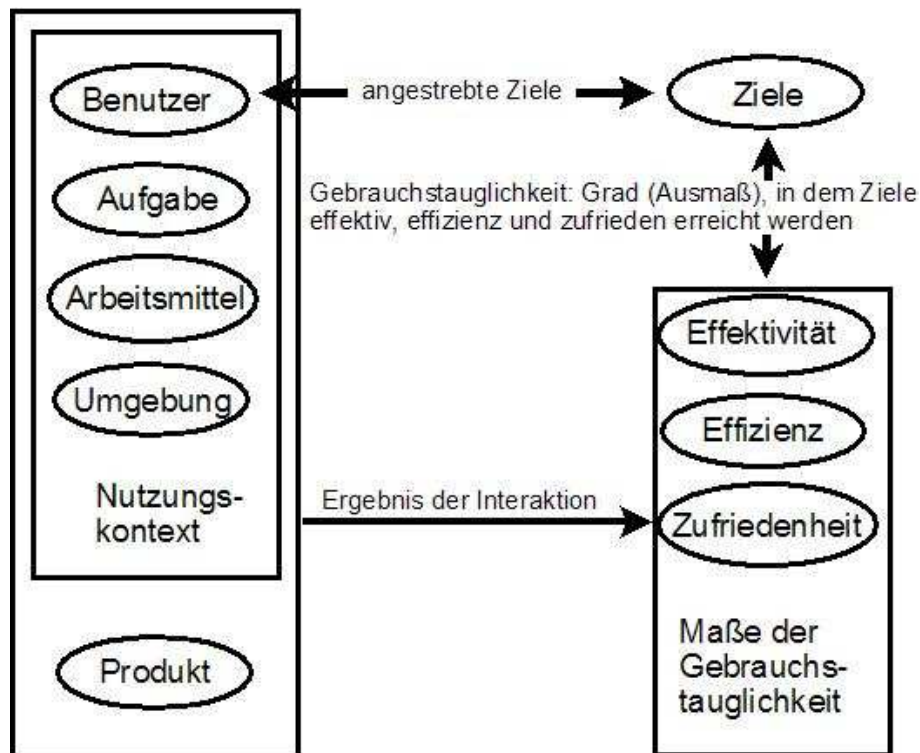 Benutzer
angestrebte Ziele
Ziele
Aufgabe
Gebrauchstauglichkeit: Grad (Ausmaß), in dem Ziele
effektiv, effizienz und zufrieden erreicht werden
Arbeitsmittel
Umgebung
Nutzungs-
kontext
Ergebnis der Interaktion
Produkt
Effektivität
Effizienz
Zufriedenheit
Maße der
Gebrauchs-
tauglichkeit